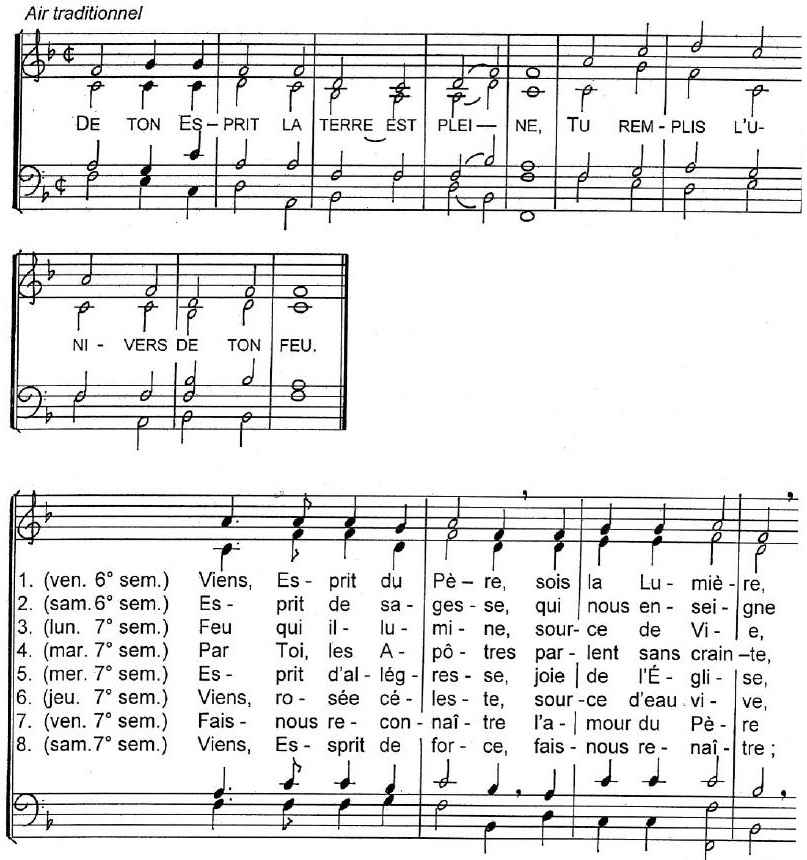 Air traditionnel
DE TON ES-PRIT LA TERRE EST PLEI— NE, TU REM-PLIS L'U-
NI - VERS DE TON FEU.
1. (ven. 6° sem.) Viens, Es - prit du Pè - re, sois la Lu - miè - re,
2. (sam. 6° sem.) Es - prit de sa - ges - se, qui nous en - sei - gne
3. (lun. 7° sem.) Feu qui il - lu - mi - ne, sour - ce de Vi - e,
4. (mar. 7° sem.) Par Toi, les A - pô - tres par - lent sans crain - te,
5. (mer. 7° sem.) Es - prit d'al - lég - res - se, joie de l'É - gli - se,
6. (jeu. 7° sem.) Viens, ro - sée cé - les - te, sour - ce d'eau vi - ve,
7. (ven. 7° sem.) Fais - nous re - con - naî - tre l'a - mour du Pè - re
8. (sam. 7° sem.) Viens, Es - sprit de for - ce, fais - nous re - naî - tre ;